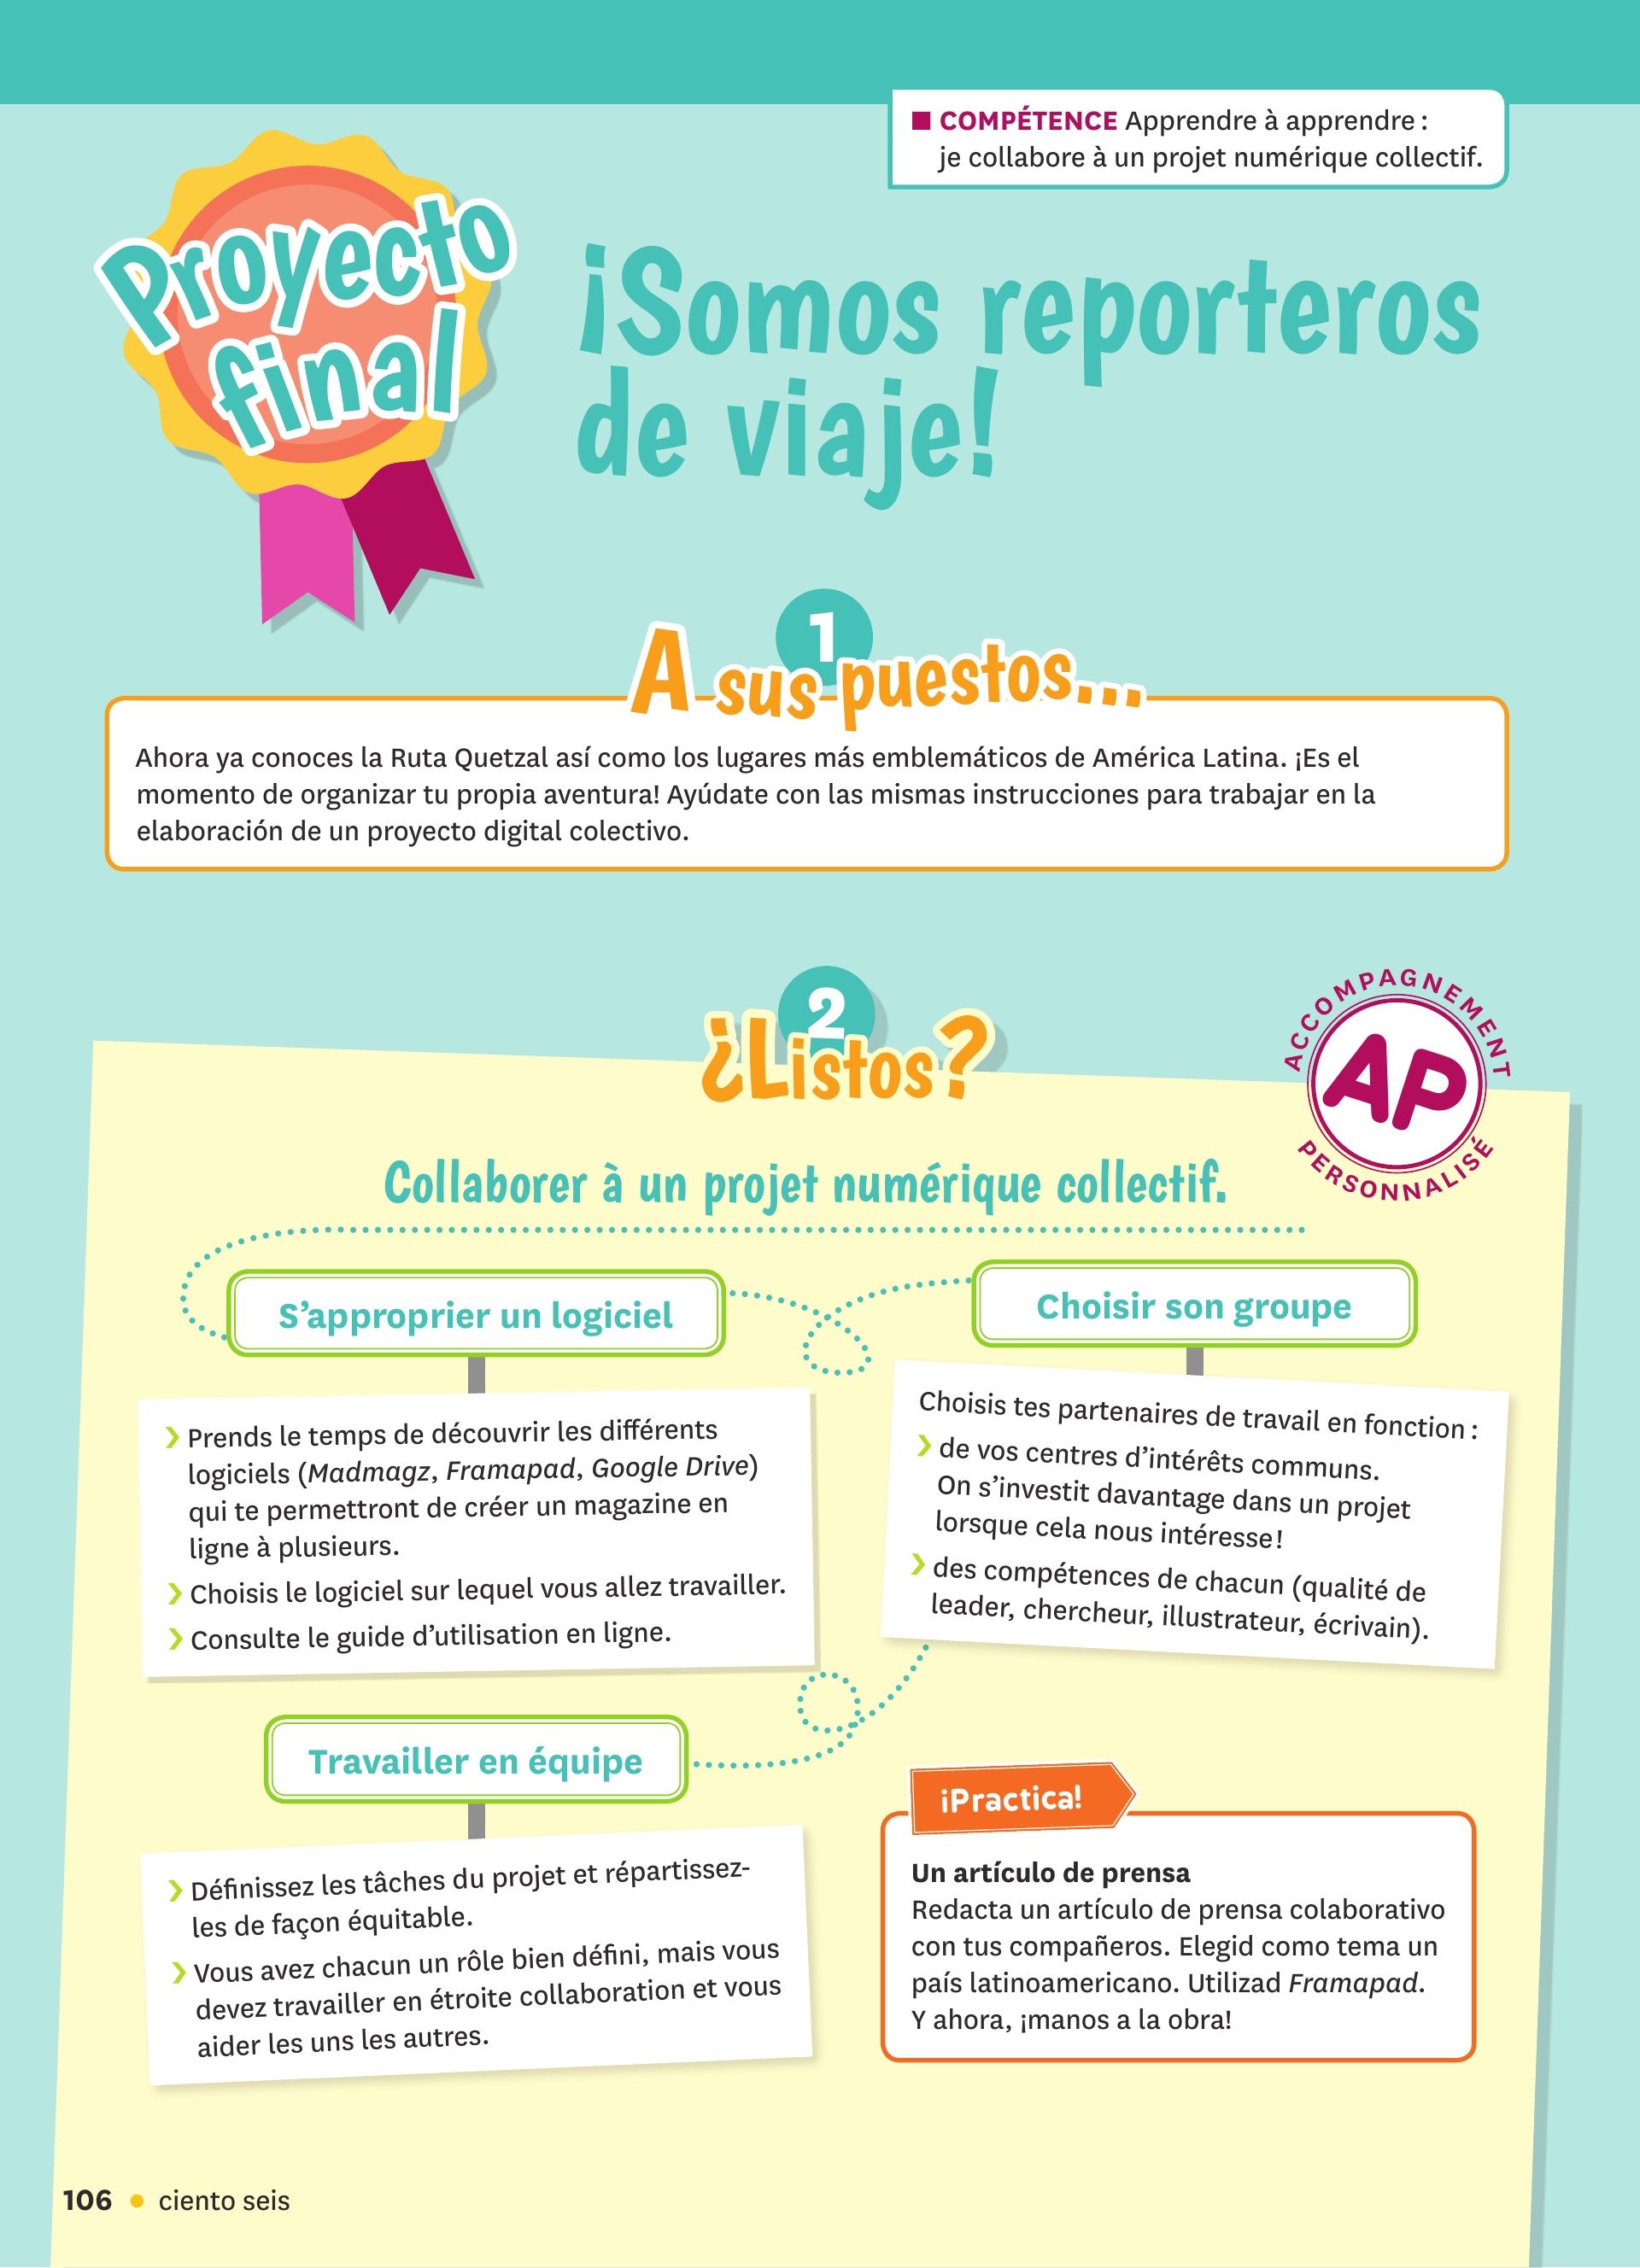 ■ COMPÉTENCE Apprendre à apprendre :
je collabore à un projet numérique collectif.
Proyecto
final
¡Somos reporteros
de viaje!
1
A sus puestos...
Ahora ya conoces la Ruta Quetzal así como los lugares más emblemáticos de América Latina. ¡Es el
momento de organizar tu propia aventura! Ayúdate con las mismas instrucciones para trabajar en la
elaboración de un proyecto digital colectivo.
2
¿Listos?
ACCOMPAGNEMENT
AP
PERSONNALISÉ
Collaborer à un projet numérique collectif.
S'approprier un logiciel
› Prends le temps de découvrir les différents
logiciels (Madmagz, Framapad, Google Drive)
qui te permettront de créer un magazine en
ligne à plusieurs.
› Choisis le logiciel sur lequel vous allez travailler.
› Consulte le guide d'utilisation en ligne.
Choisir son groupe
Choisis tes partenaires de travail en fonction :
› de vos centres d'intérêts communs.
On s'investit davantage dans un projet
lorsque cela nous intéresse !
› des compétences de chacun (qualité de
leader, chercheur, illustrateur, écrivain).
Travailler en équipe
› Définissez les tâches du projet et répartissez-
les de façon équitable.
› Vous avez chacun un rôle bien défini, mais vous
devez travailler en étroite collaboration et vous
aider les uns les autres.
¡Practica!
Un artículo de prensa
Redacta un artículo de prensa colaborativo
con tus compañeros. Elegid como tema un
país latinoamericano. Utilizad Framapad.
Y ahora, ¡manos a la obra!
106 • ciento seis